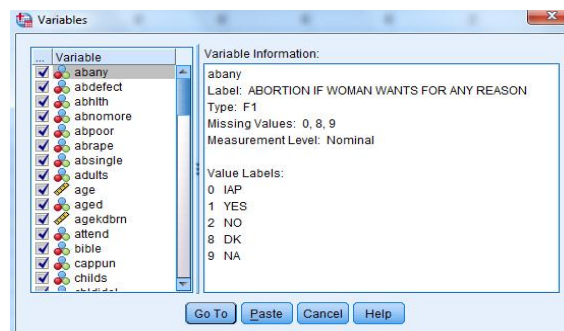 Variables
... Variable
abany
abdefect
abhlth
abnomore
abpoor
abrape
absingle
adults
age
aged
agekdbrn
attend
bible
cappun
childs
Variable Information:
abany
Label: ABORTION IF WOMAN WANTS FOR ANY REASON
Type: F1
Missing Values: 0, 8, 9
Measurement Level: Nominal
Value Labels:
0 IAP
1 YES
2 NO
8 DK
9 NA
Go To Paste Cancel Help